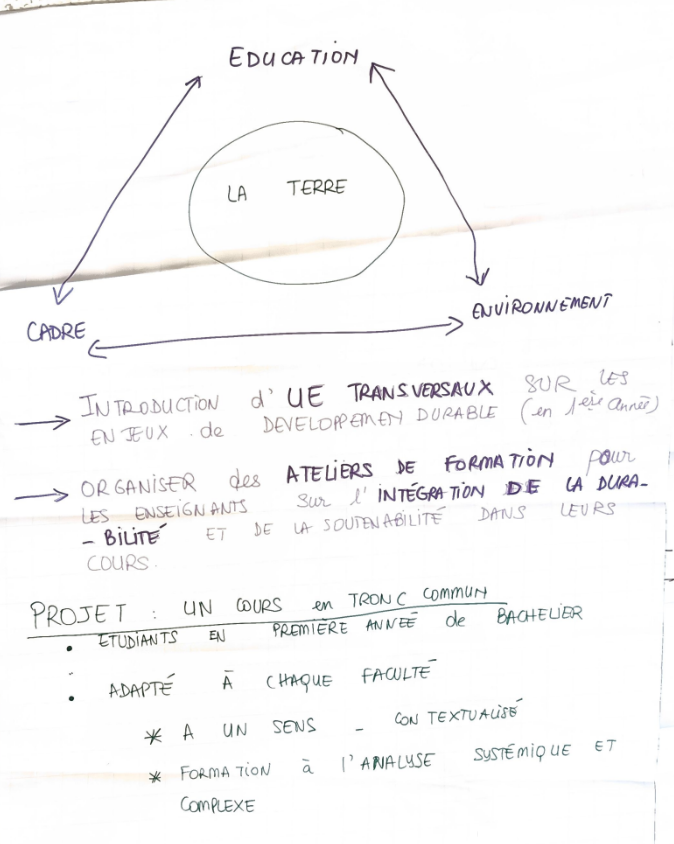 EDUCATION
LA TERRE
CADRE
ENVIRONNEMENT
→ INTRODUCTION d'UE TRANSVERSAUX SUR LES
ENJEUX de DEVELOPPEMEN DURABLE (en 1ère année)
→ ORGANISER des ATELIERS DE FORMATION pour
LES ENSEIGNANTS sur l'INTÉGRATION DE LA DURA-
- BILITÉ ET DE LA SOUTENABILITÉ DANS LEURS
COURS.
PROJET : UN COURS en TRONC COMMUN
• ETUDIANTS EN PREMIÈRE ANNÉE de BACHELIER
• ADAPTÉ À CHAQUE FACULTÉ
* A UN SENS - CONTEXTUALISÉ
* FORMATION à l'ANALYSE SYSTÉMIQUE ET
COMPLEXE